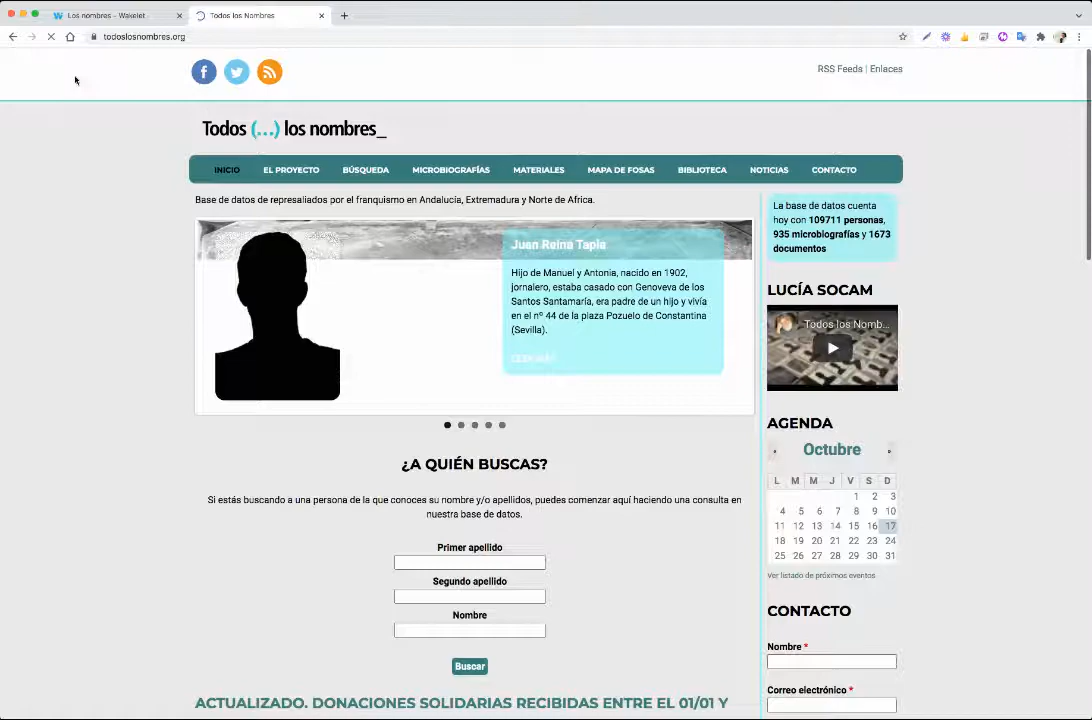 Los nombres - Wakelet
Todos los Nombres
todoslosnombres.org
RSS Feeds | Enlaces
Todos (...) los nombres_
INICIO
EL PROYECTO
BÚSQUEDA
MICROBIOGRAFÍAS
MATERIALES
MAPA DE FOSAS
BIBLIOTECA
NOTICIAS
CONTACTO
Base de datos de represaliados por el franquismo en Andalucía, Extremadura y Norte de Africa.
Juan Reina Tapia
Hijo de Manuel y Antonia, nacido en 1902,
jornalero, estaba casado con Genoveva de los
Santos Santamaría, era padre de un hijo y vivía
en el nº 44 de la plaza Pozuelo de Constantina
(Sevilla).
¿A QUIÉN BUSCAS?
Si estás buscando a una persona de la que conoces su nombre y/o apellidos, puedes comenzar aquí haciendo una consulta en
nuestra base de datos.
Primer apellido
Segundo apellido
Nombre
Buscar
ACTUALIZADO. DONACIONES SOLIDARIAS RECIBIDAS ENTRE EL 01/01 Y
La base de datos cuenta
hoy con 109711 personas,
935 microbiografías y 1673
documentos
LUCÍA SOCAM
Todos los Nomb...
AGENDA
« Octubre »
L M M J V S D
1 2 3
4 5 6 7 8 9 10
11 12 13 14 15 16 17
18 19 20 21 22 23 24
25 26 27 28 29 30 31
Ver listado de próximos eventos
CONTACTO
Nombre *
Correo electrónico *